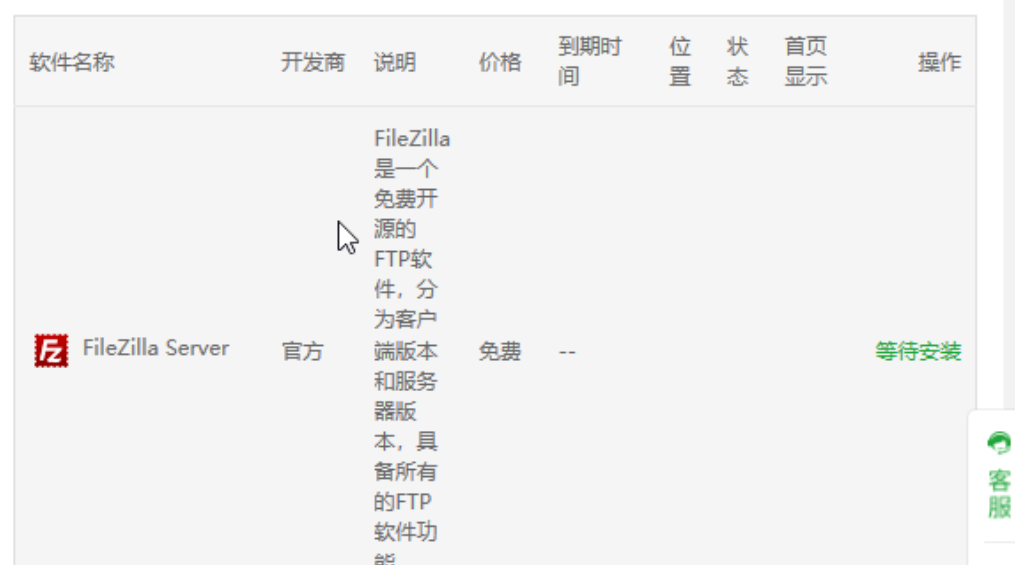 软件名称 开发商 说明 价格 到期时间 位置 状态 首页显示 操作
FileZilla
是一个
免费开
源的
FTP软
件，分
为客户
FileZilla Server 官方 端版本 免费 -- 等待安装
和服务
器版
本，具
备所有
的FTP
软件功
能
客服